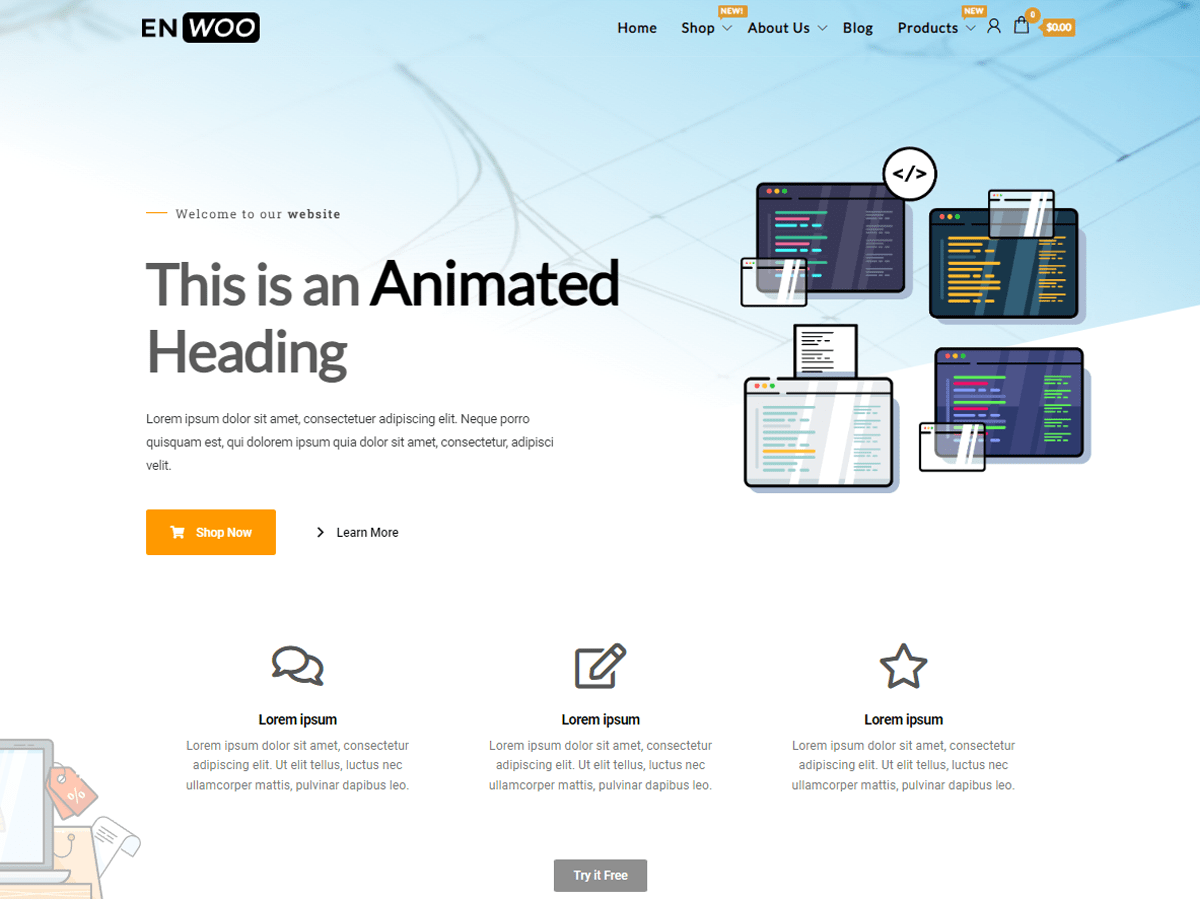 EN WOO
NEW!
NEW
Home Shop About Us Blog Products
0
$0.00
</>
Welcome to our website
This is an Animated
Heading
Lorem ipsum dolor sit amet, consectetuer adipiscing elit. Neque porro
quisquam est, qui dolorem ipsum quia dolor sit amet, consectetur, adipisci
velit.
Shop Now
Learn More
Lorem ipsum
Lorem ipsum dolor sit amet, consectetur
adipiscing elit. Ut elit tellus, luctus nec
ullamcorper mattis, pulvinar dapibus leo.
Lorem ipsum
Lorem ipsum dolor sit amet, consectetur
adipiscing elit. Ut elit tellus, luctus nec
ullamcorper mattis, pulvinar dapibus leo.
Lorem ipsum
Lorem ipsum dolor sit amet, consectetur
adipiscing elit. Ut elit tellus, luctus nec
ullamcorper mattis, pulvinar dapibus leo.
%
Try it Free